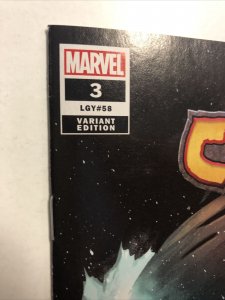 MARVEL
3
LGY#58
VARIANT
EDITION